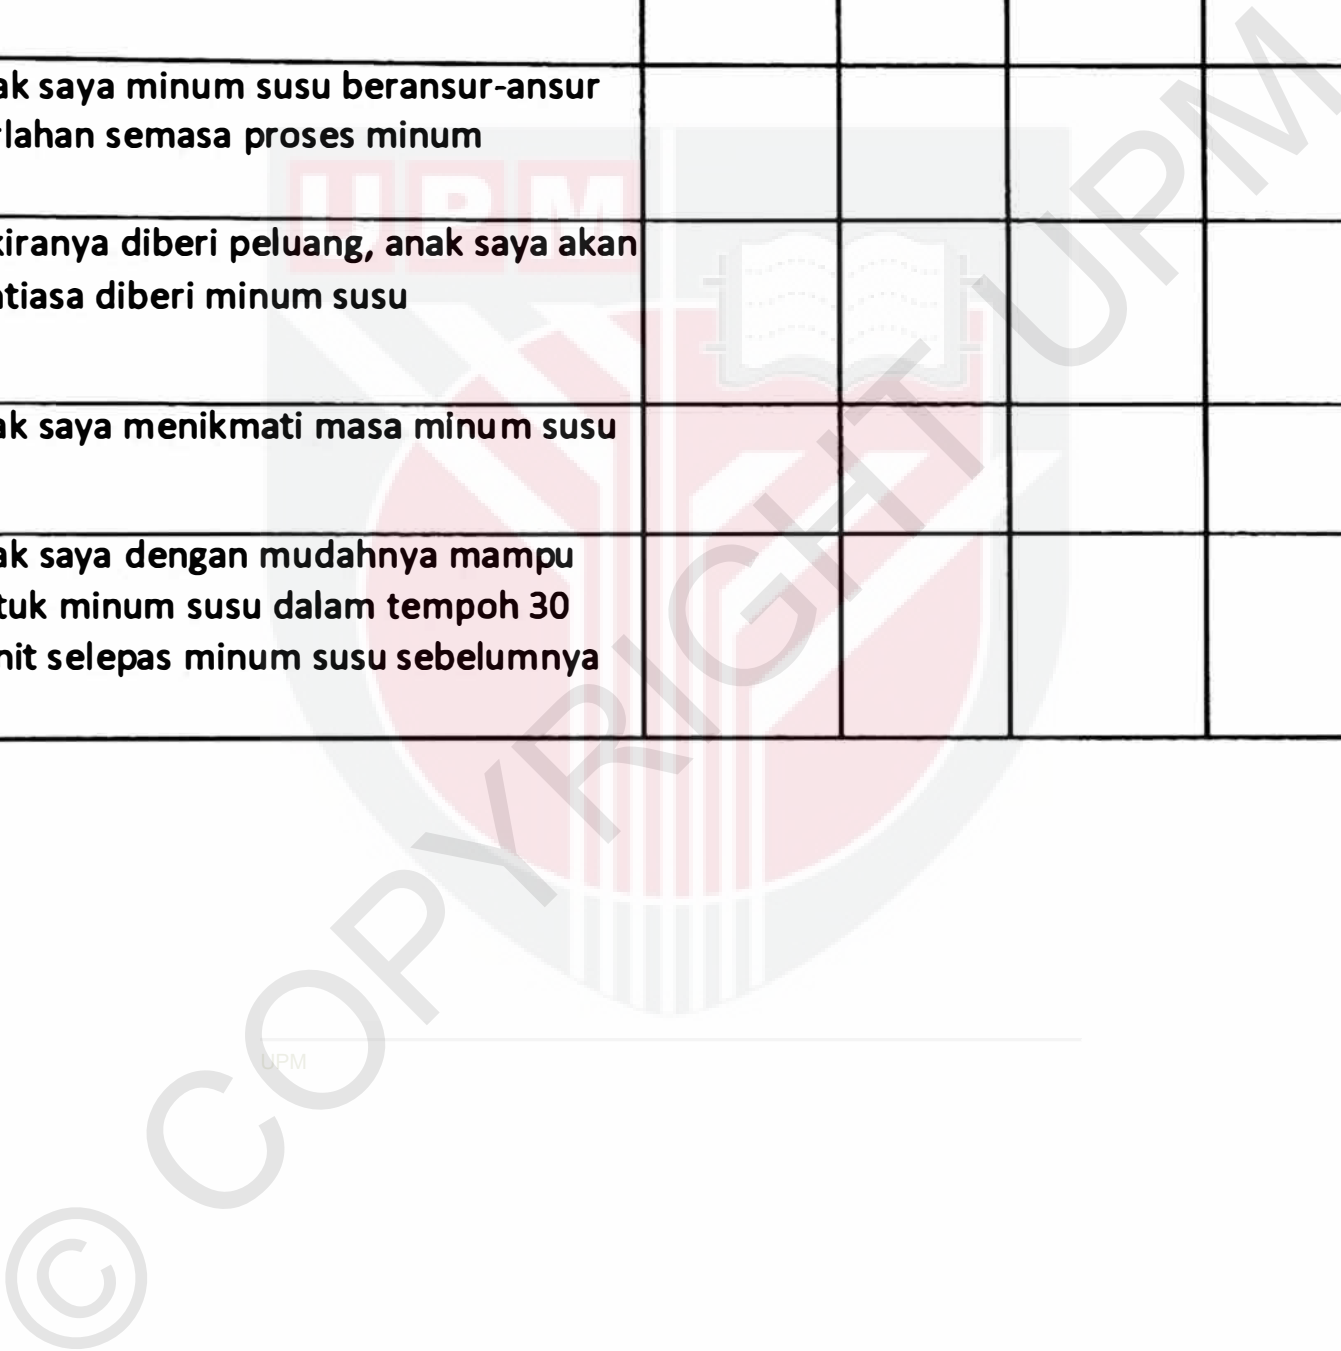 ak saya minum susu beransur-ansur
rlahan semasa proses minum
kiranya diberi peluang, anak saya akan
ntiasa diberi minum susu
ak saya menikmati masa minum susu
ak saya dengan mudahnya mampu
tuk minum susu dalam tempoh 30
nit selepas minum susu sebelumnya
UPM
UPM
© COPYRIGHT UPM